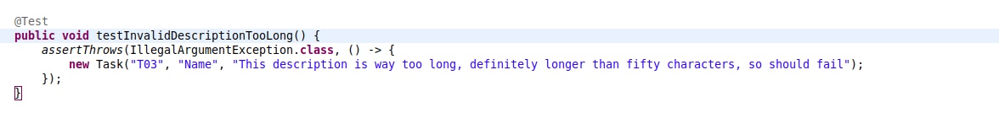 @Test
public void testInvalidDescriptionTooLong() {
    assertThrows(IllegalArgumentException.class, () -> {
        new Task("T03", "Name", "This description is way too long, definitely longer than fifty characters, so should fail");
    });
}